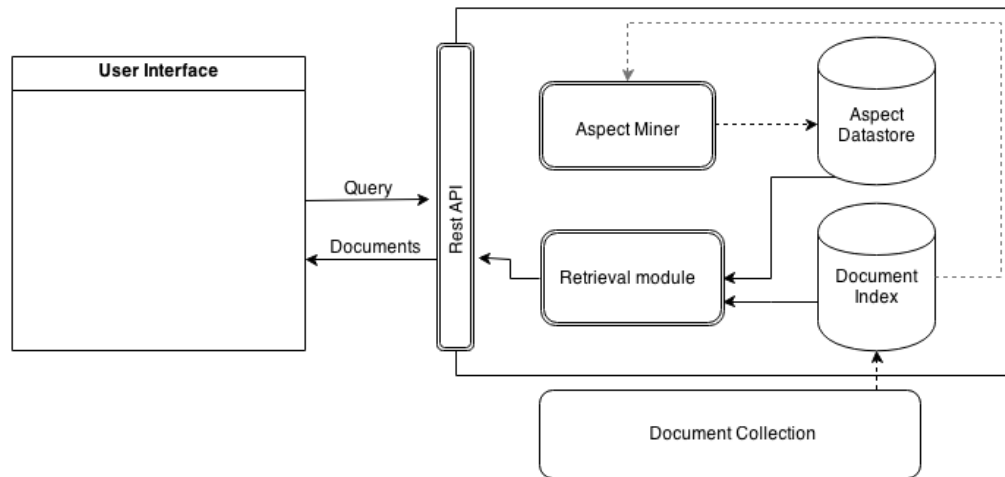 User Interface
Query
Documents
Rest API
Aspect Miner
Aspect
Datastore
Retrieval module
Document
Index
Document Collection